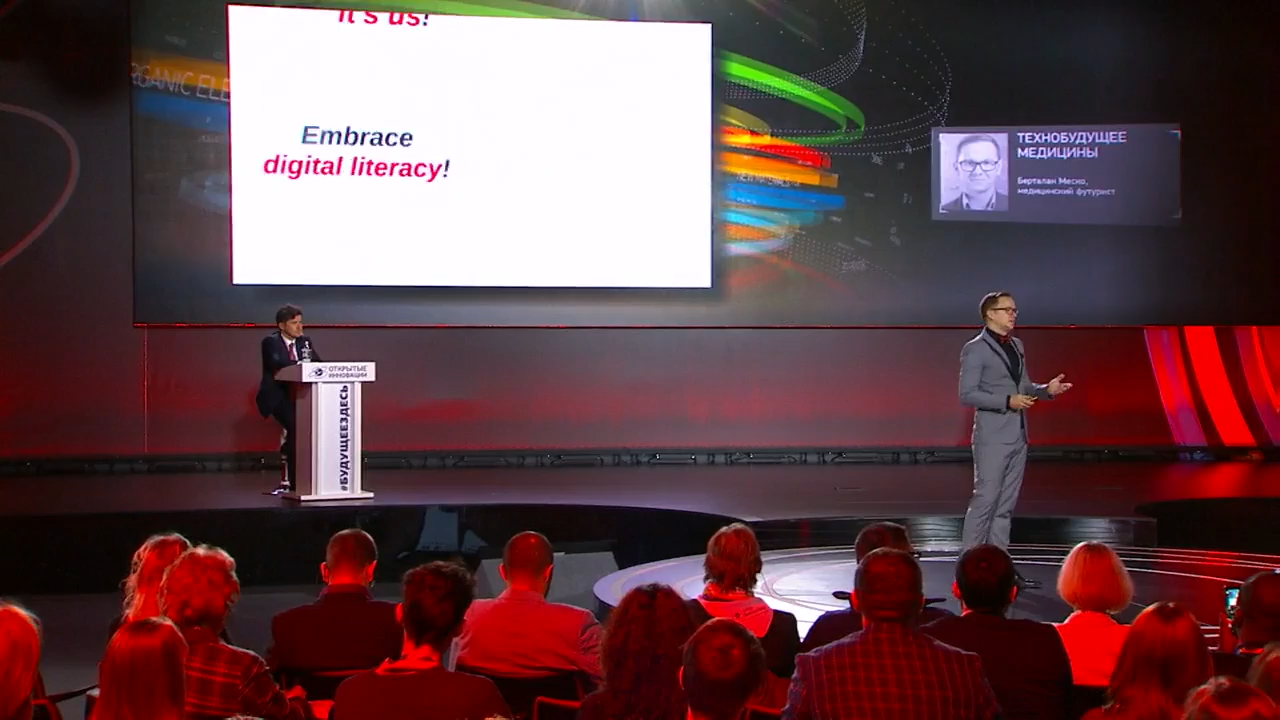 it's us!
Embrace
digital literacy!
ТЕХНОБУДУЩЕЕ
МЕДИЦИНЫ
Берталан Меско,
медицинский футурист
ОТКРЫТЫЕ
ИННОВАЦИИ
#БУДУЩЕЕЗДЕСЬ